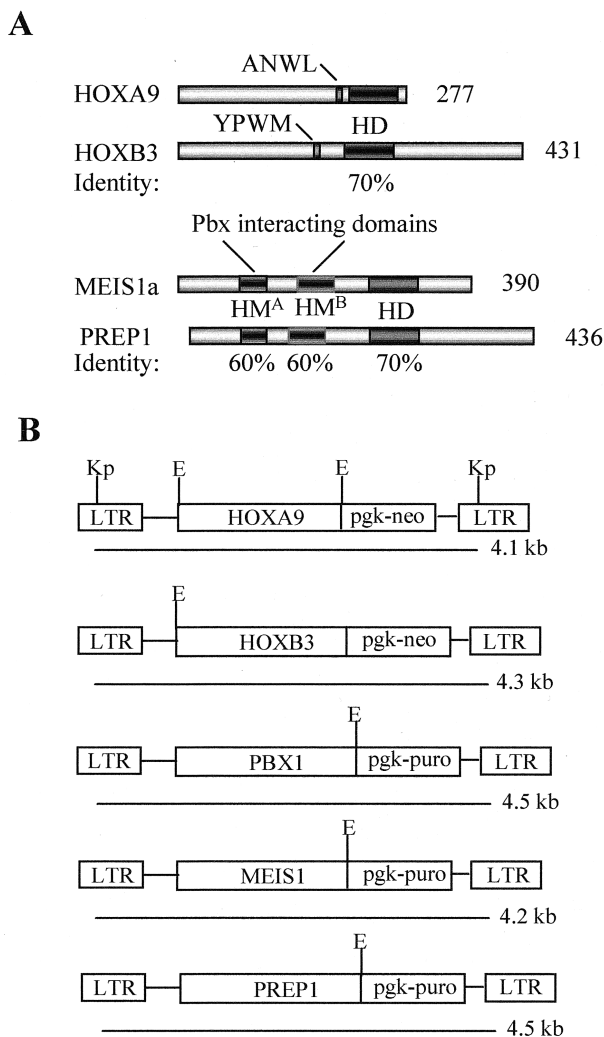 A
ANWL
HOXA9 277
YPWM HD
HOXB3 431
Identity: 70%
Pbx interacting domains
MEIS1a 390
HMA HMB HD
PREP1 436
Identity: 60% 60% 70%
B
Kp E E Kp
LTR HOXA9 pgk-neo LTR
4.1 kb
E
LTR HOXB3 pgk-neo LTR
4.3 kb
E
LTR PBX1 pgk-puro LTR
4.5 kb
E
LTR MEIS1 pgk-puro LTR
4.2 kb
E
LTR PREP1 pgk-puro LTR
4.5 kb